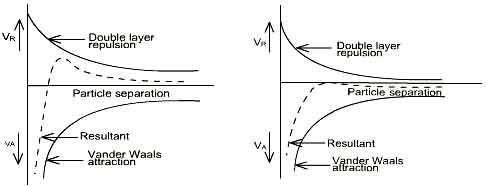 VR
Double layer
repulsion
Particle separation
VA
Resultant
Vander Waals
attraction
VR
Double layer
repulsion
Particle separation
VA
Resultant
Vander Waals
attraction